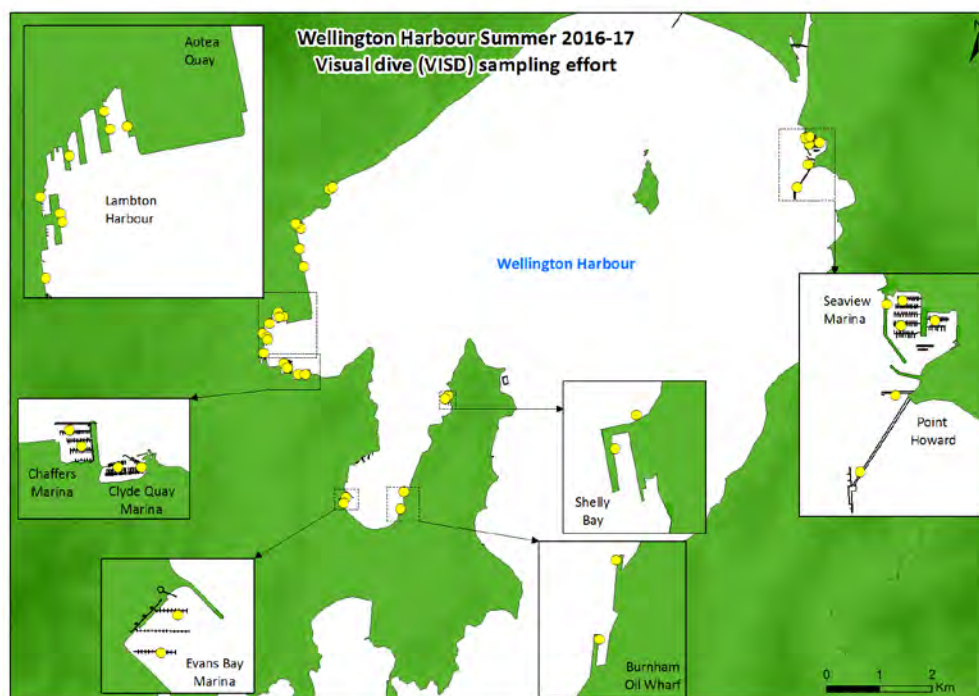 Wellington Harbour Summer 2016-17
Visual dive (VISD) sampling effort
Aotea
Quay
Lambton
Harbour
Wellington Harbour
Seaview
Marina
Point
Howard
Chaffers
Marina
Clyde Quay
Marina
Shelly
Bay
Evans Bay
Marina
Burnham
Oil Wharf
0 1 2
Km